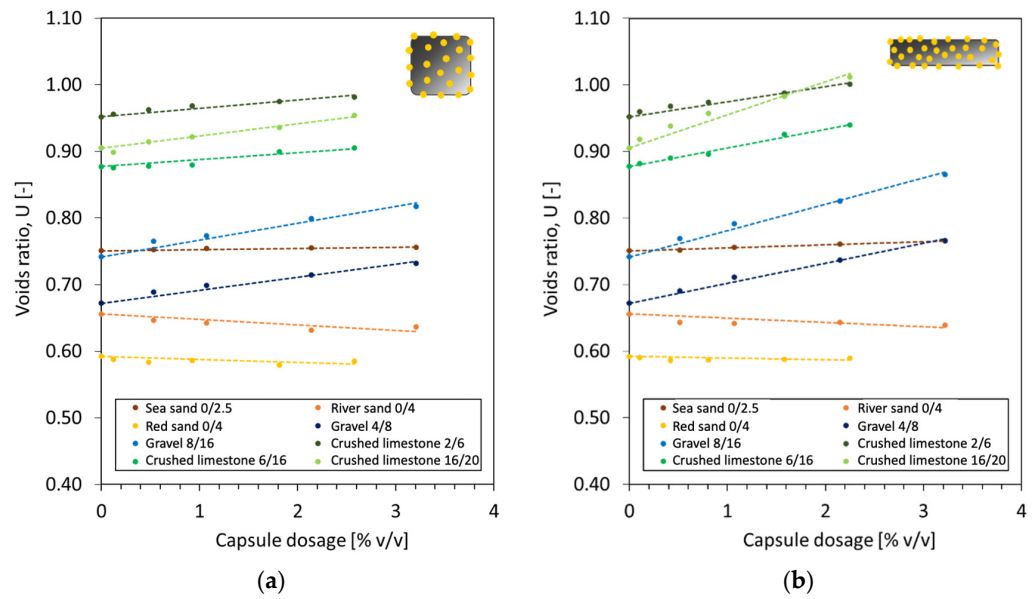 1.10
1.00
0.90
0.80
0.70
0.60
0.50
0.40
Voids ratio, U [-]
Sea sand 0/2.5 River sand 0/4
Red sand 0/4 Gravel 4/8
Gravel 8/16 Crushed limestone 2/6
Crushed limestone 6/16 Crushed limestone 16/20
0 1 2 3 4
Capsule dosage [% v/v]
(a)
1.10
1.00
0.90
0.80
0.70
0.60
0.50
0.40
Voids ratio, U [-]
Sea sand 0/2.5 River sand 0/4
Red sand 0/4 Gravel 4/8
Gravel 8/16 Crushed limestone 2/6
Crushed limestone 6/16 Crushed limestone 16/20
0 1 2 3 4
Capsule dosage [% v/v]
(b)